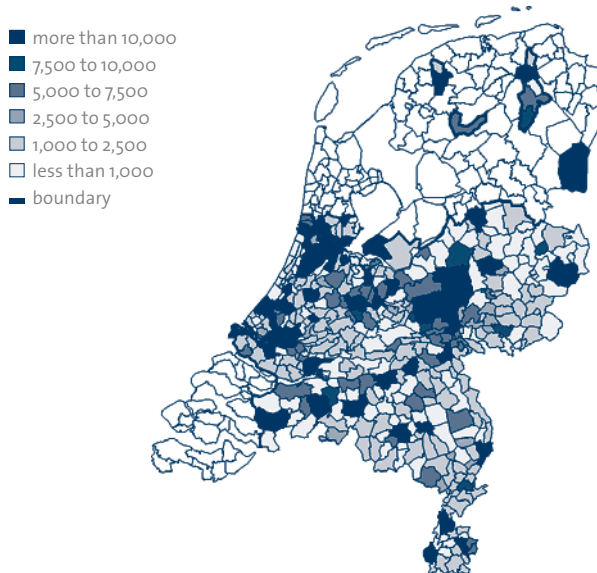 more than 10,000
7,500 to 10,000
5,000 to 7,500
2,500 to 5,000
1,000 to 2,500
less than 1,000
boundary